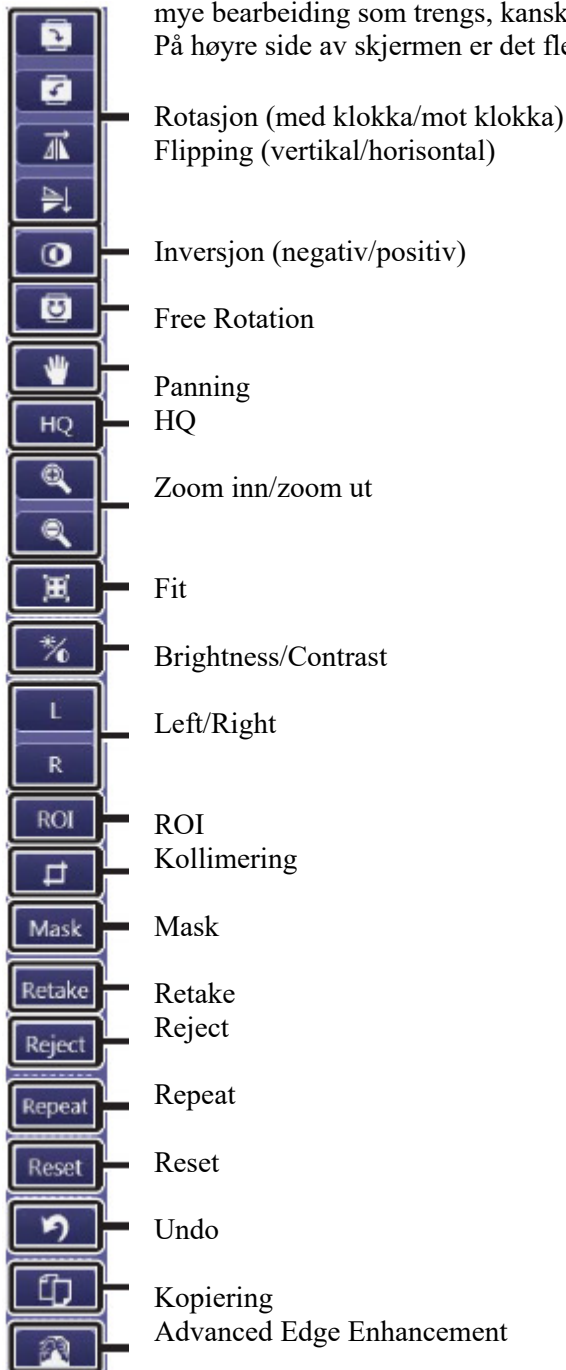 mye bearbeiding som trengs, kansk
På høyre side av skjermen er det fle
Rotasjon (med klokka/mot klokka)
Flipping (vertikal/horisontal)
Inversjon (negativ/positiv)
Free Rotation
Panning
HQ
HQ
Zoom inn/zoom ut
Fit
Brightness/Contrast
L
Left/Right
R
ROI
ROI
Kollimering
Mask
Mask
Retake
Retake
Reject
Reject
Repeat
Repeat
Reset
Reset
Undo
Kopiering
Advanced Edge Enhancement